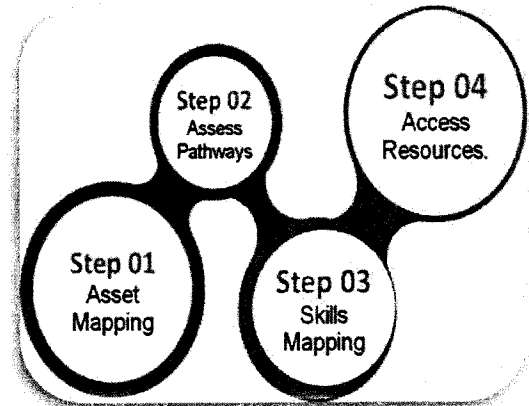 Step 01
Asset
Mapping
Step 02
Assess
Pathways
Step 03
Skills
Mapping
Step 04
Access
Resources.